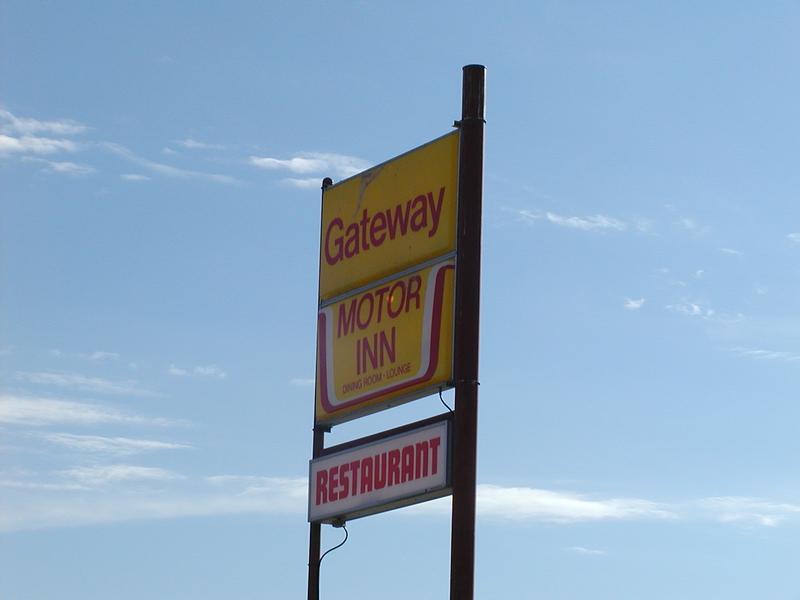 Gateway
MOTOR
INN
DINING ROOM - LOUNGE
RESTAURANT